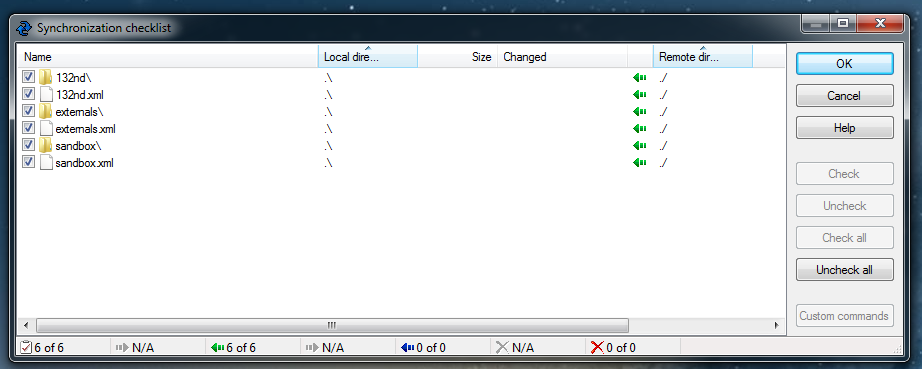 Synchronization checklist
Name Local dire... Size Changed Remote dir...
132nd\ .\ ./
132nd.xml .\ ./
externals\ .\ ./
externals.xml .\ ./
sandbox\ .\ ./
sandbox.xml .\ ./
OK
Cancel
Help
Check
Uncheck
Check all
Uncheck all
Custom commands
6 of 6 N/A 6 of 6 N/A 0 of 0 N/A 0 of 0